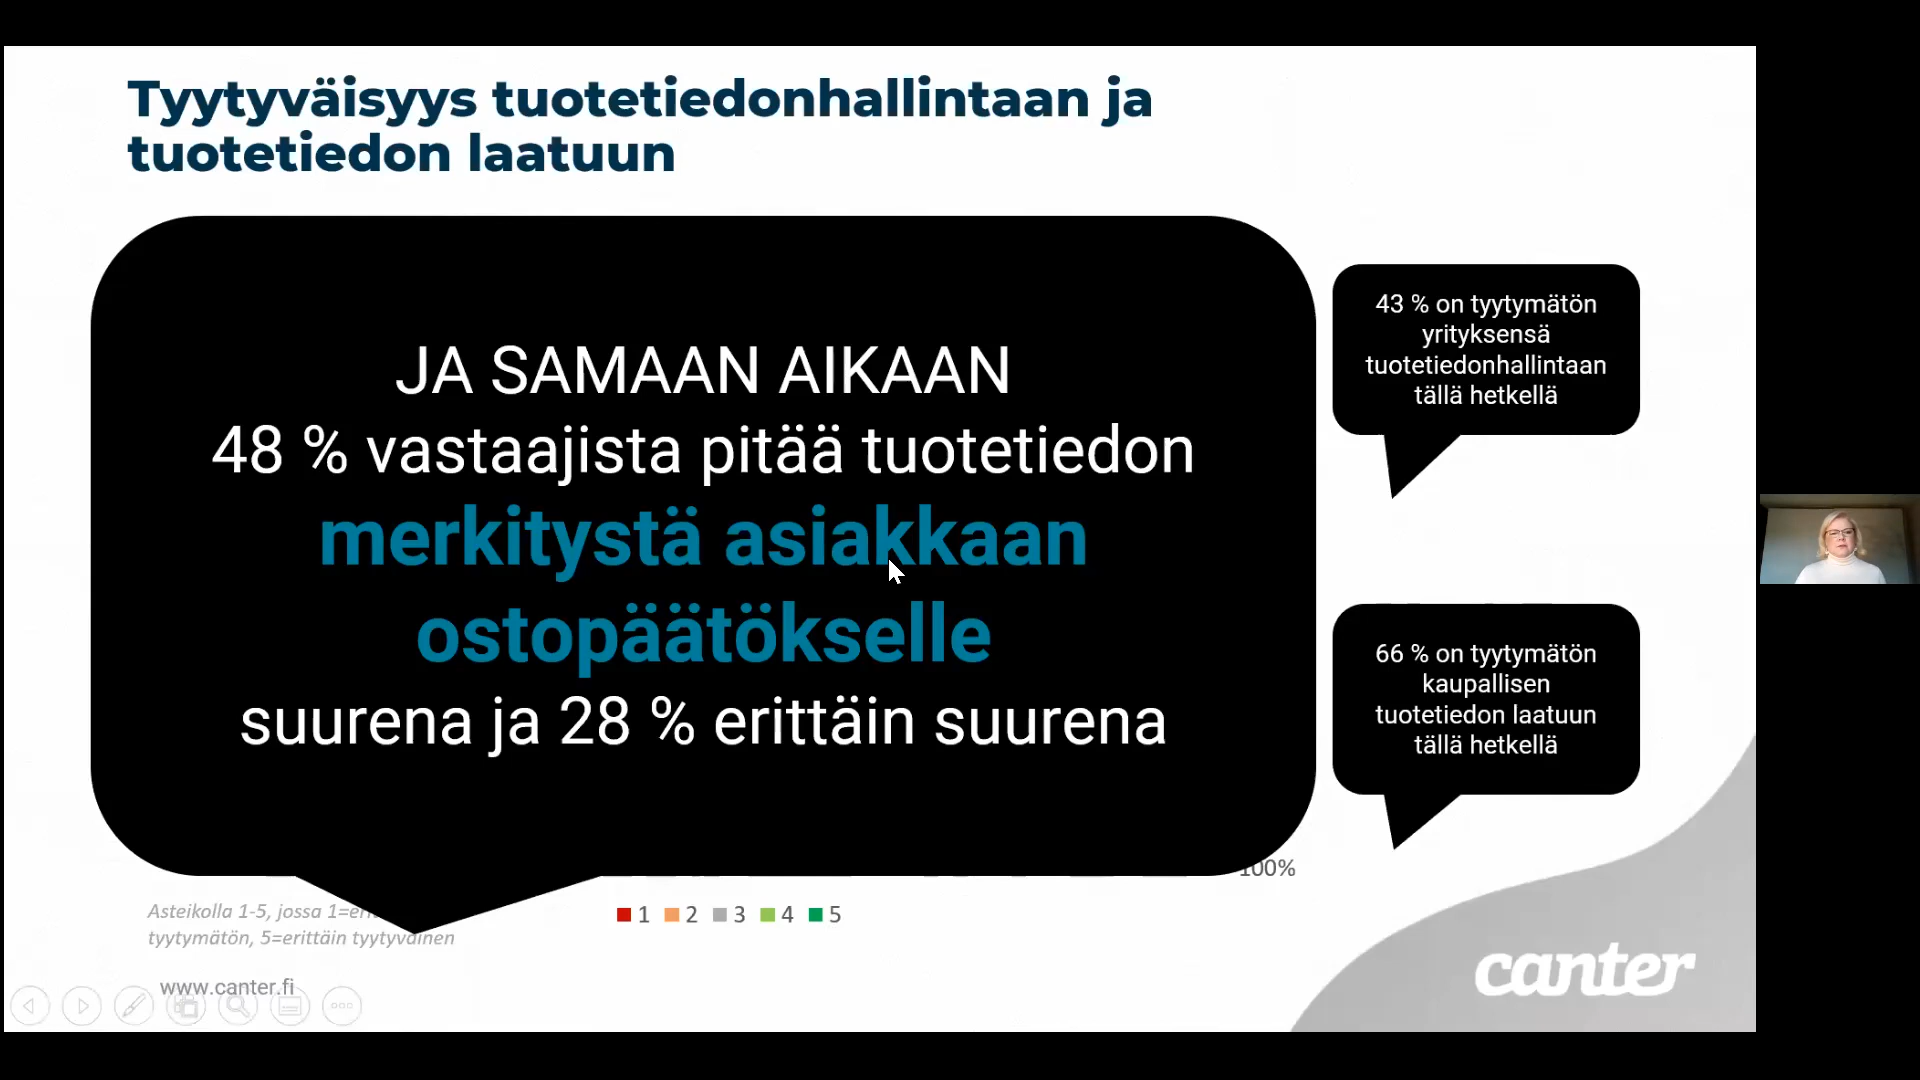 Tyytyväisyys tuotetiedonhallintaan ja
tuotetiedon laatuun
JA SAMAAN AIKAAN
48 % vastaajista pitää tuotetiedon
merkitystä asiakkaan
ostopäätökselle
suurena ja 28 % erittäin suurena
43 % on tyytymätön
yrityksensä
tuotetiedonhallintaan
tällä hetkellä
66 % on tyytymätön
kaupallisen
tuotetiedon laatuun
tällä hetkellä
100%
1 2 3 4 5
Asteikolla 1-5, jossa
tyytymätön, 5=erittäin tyytyväinen
www.canter.fi
canter